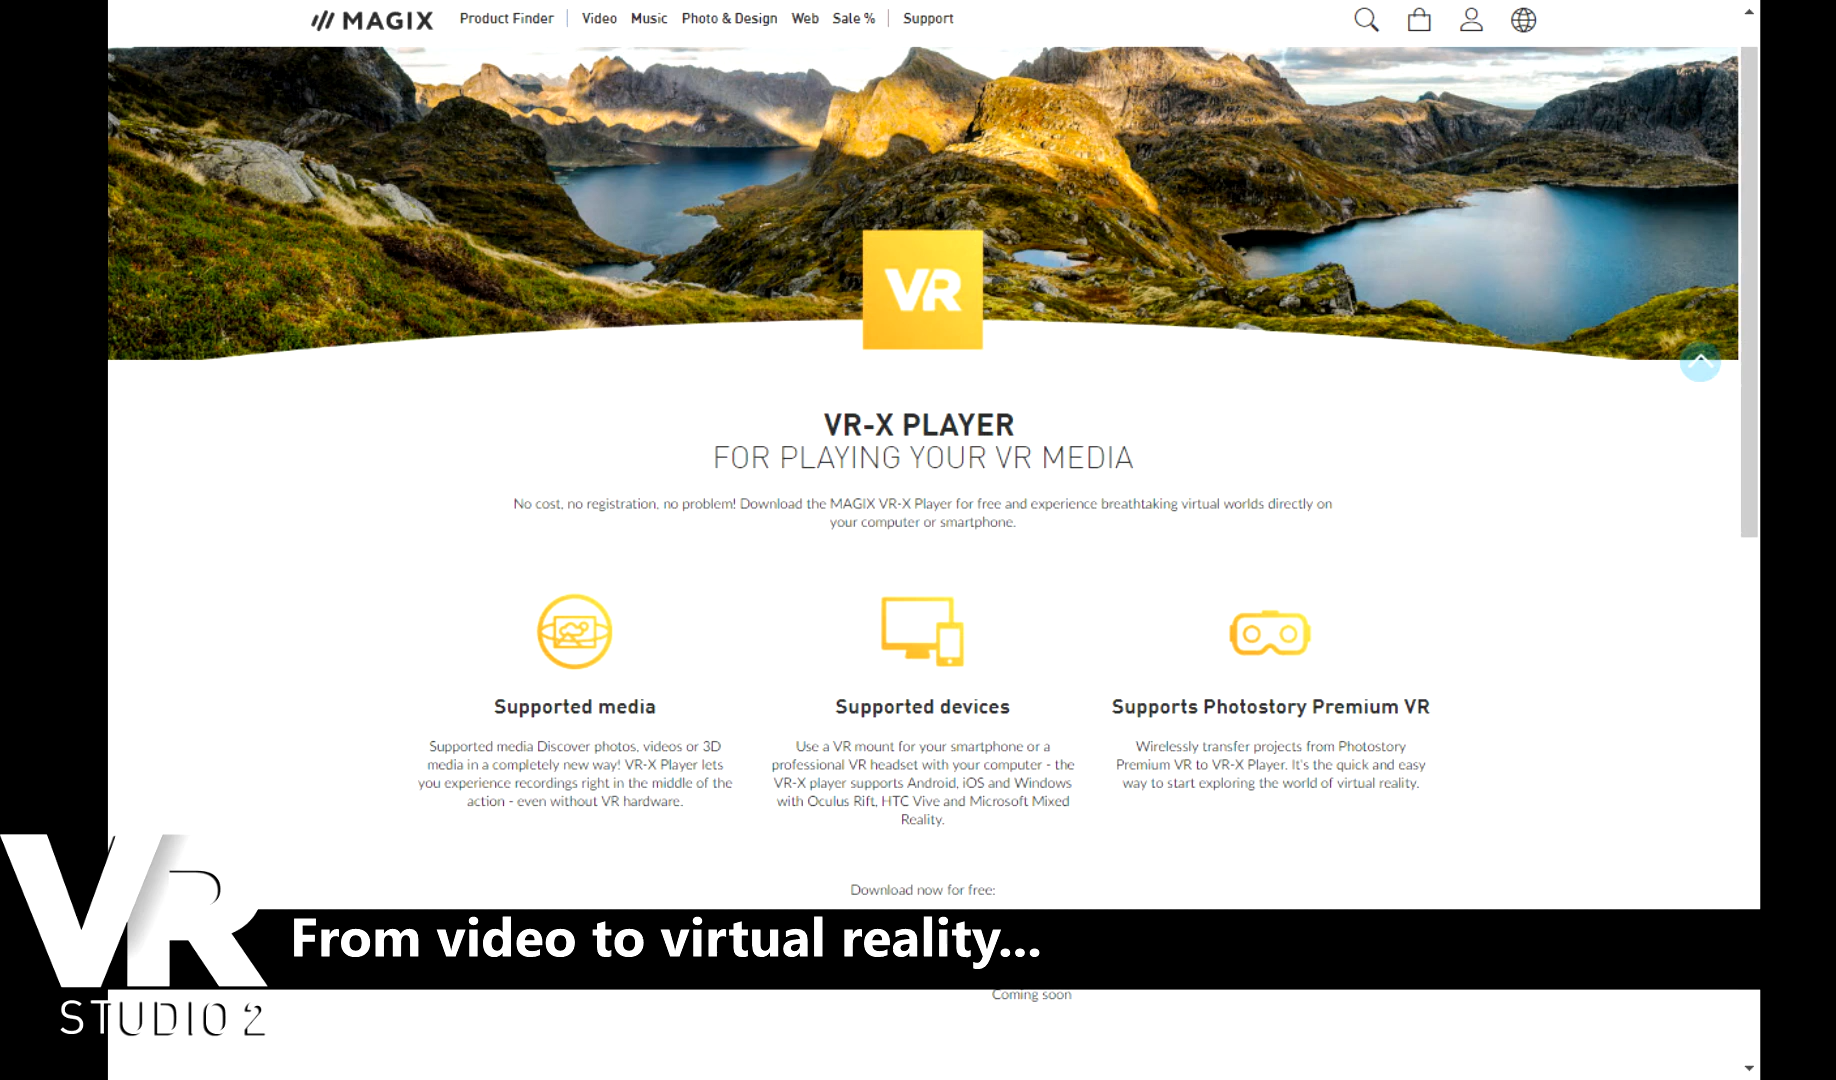 MAGIX Product Finder Video Music Photo & Design Web Sale % Support
VR
VR-X PLAYER
FOR PLAYING YOUR VR MEDIA
No cost, no registration, no problem! Download the MAGIX VR-X Player for free and experience breathtaking virtual worlds directly on
your computer or smartphone.
Supported media
Supported media Discover photos, videos or 3D
media in a completely new way! VR-X Player lets
you experience recordings right in the middle of the
action - even without VR hardware.
Supported devices
Use a VR mount for your smartphone or a
professional VR headset with your computer - the
VR-X player supports Android, iOS and Windows
with Oculus Rift, HTC Vive and Microsoft Mixed
Reality.
Supports Photostory Premium VR
Wirelessly transfer projects from Photostory
Premium VR to VR-X Player. It's the quick and easy
way to start exploring the world of virtual reality.
Download now for free:
From video to virtual reality...
Coming soon
VR
STUDIO 2